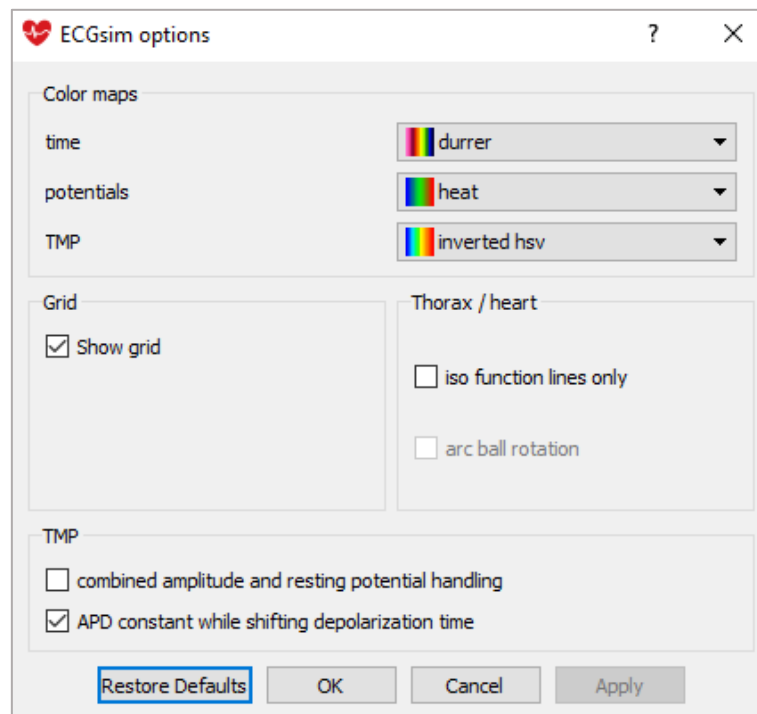 ECGsim options
?
Color maps
time
durrer
potentials
heat
TMP
inverted hsv
Grid
Show grid
Thorax / heart
iso function lines only
arc ball rotation
TMP
combined amplitude and resting potential handling
APD constant while shifting depolarization time
Restore Defaults
OK
Cancel
Apply